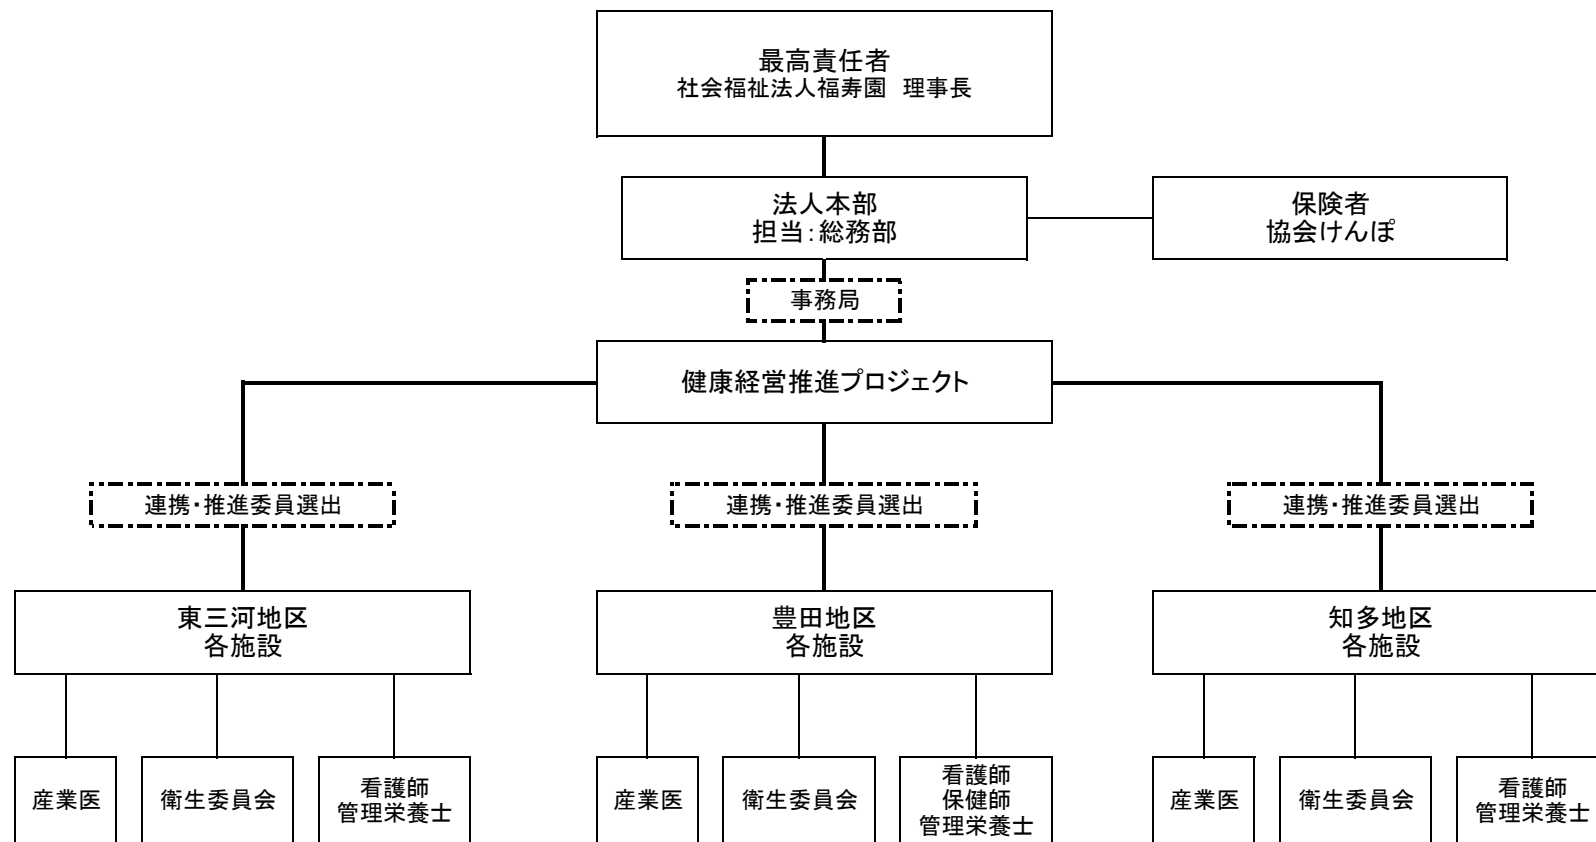 最高責任者
社会福祉法人福寿園　理事長
法人本部
担当：総務部
保険者
協会けんぽ
事務局
健康経営推進プロジェクト
連携・推進委員選出
連携・推進委員選出
連携・推進委員選出
東三河地区
各施設
豊田地区
各施設
知多地区
各施設
産業医
衛生委員会
看護師
管理栄養士
産業医
衛生委員会
看護師
保健師
管理栄養士
産業医
衛生委員会
看護師
管理栄養士